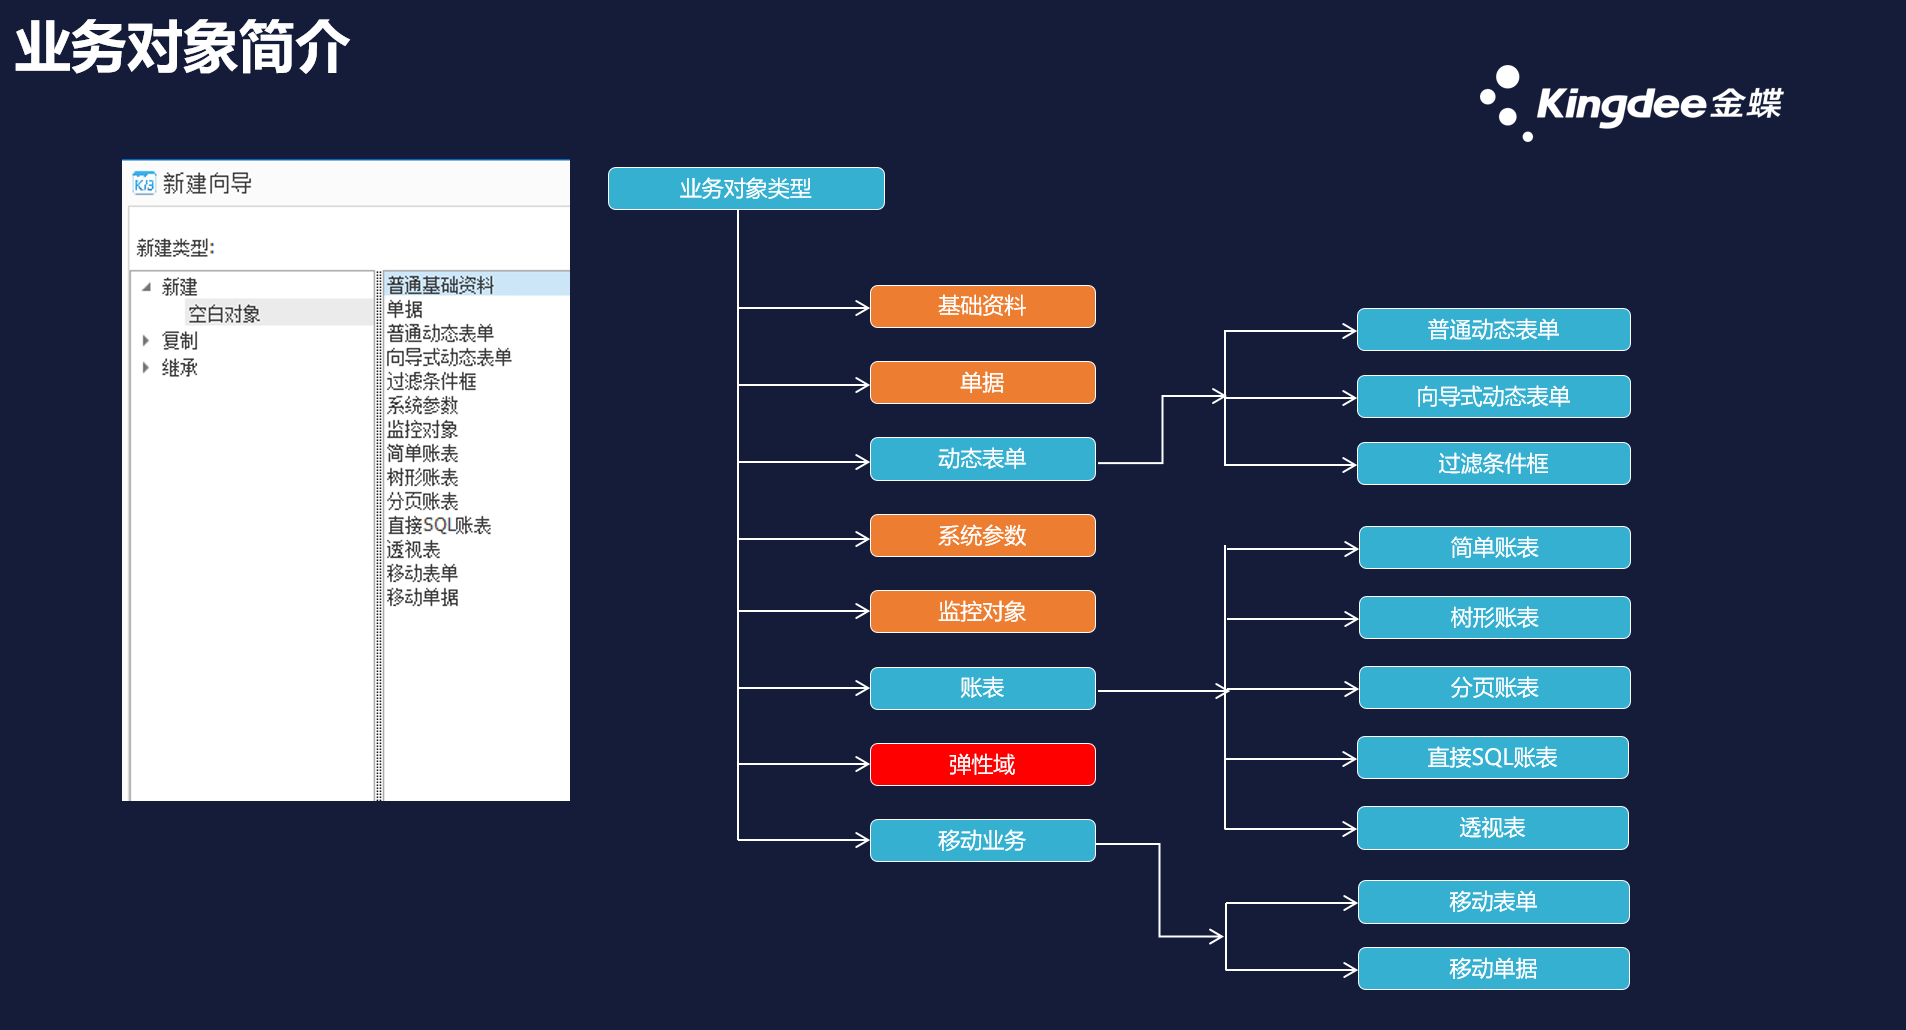 业务对象简介
Kingdee金蝶
新建向导
新建类型:
新建
空白对象
复制
继承
普通基础资料
单据
普通动态表单
向导式动态表单
过滤条件框
系统参数
监控对象
简单账表
树形账表
分页账表
直接SQL账表
透视表
移动表单
移动单据
业务对象类型
基础资料
单据
动态表单
系统参数
监控对象
账表
弹性域
移动业务
普通动态表单
向导式动态表单
过滤条件框
简单账表
树形账表
分页账表
直接SQL账表
透视表
移动表单
移动单据